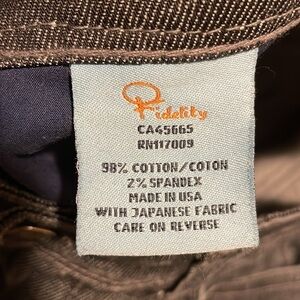 Fidelity
CA45665
RN117009
98% COTTON/COTON
2% SPANDEX
MADE IN USA
WITH JAPANESE FABRIC
CARE ON REVERSE